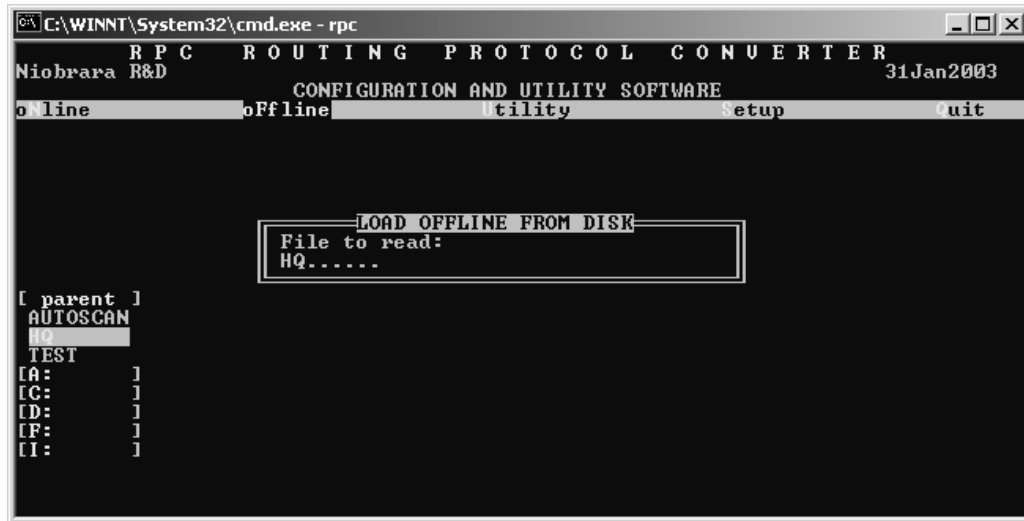 C:\WINNT\System32\cmd.exe - rpc
R P C R O U T I N G P R O T O C O L C O N V E R T E R
Niobrara R&D 31Jan2003
CONFIGURATION AND UTILITY SOFTWARE
oNline oFfline Utility Setup Quit
LOAD OFFLINE FROM DISK
File to read:
HQ......
[ parent ]
AUTOSCAN
HQ
TEST
[A: ]
[C: ]
[D: ]
[F: ]
[I: ]